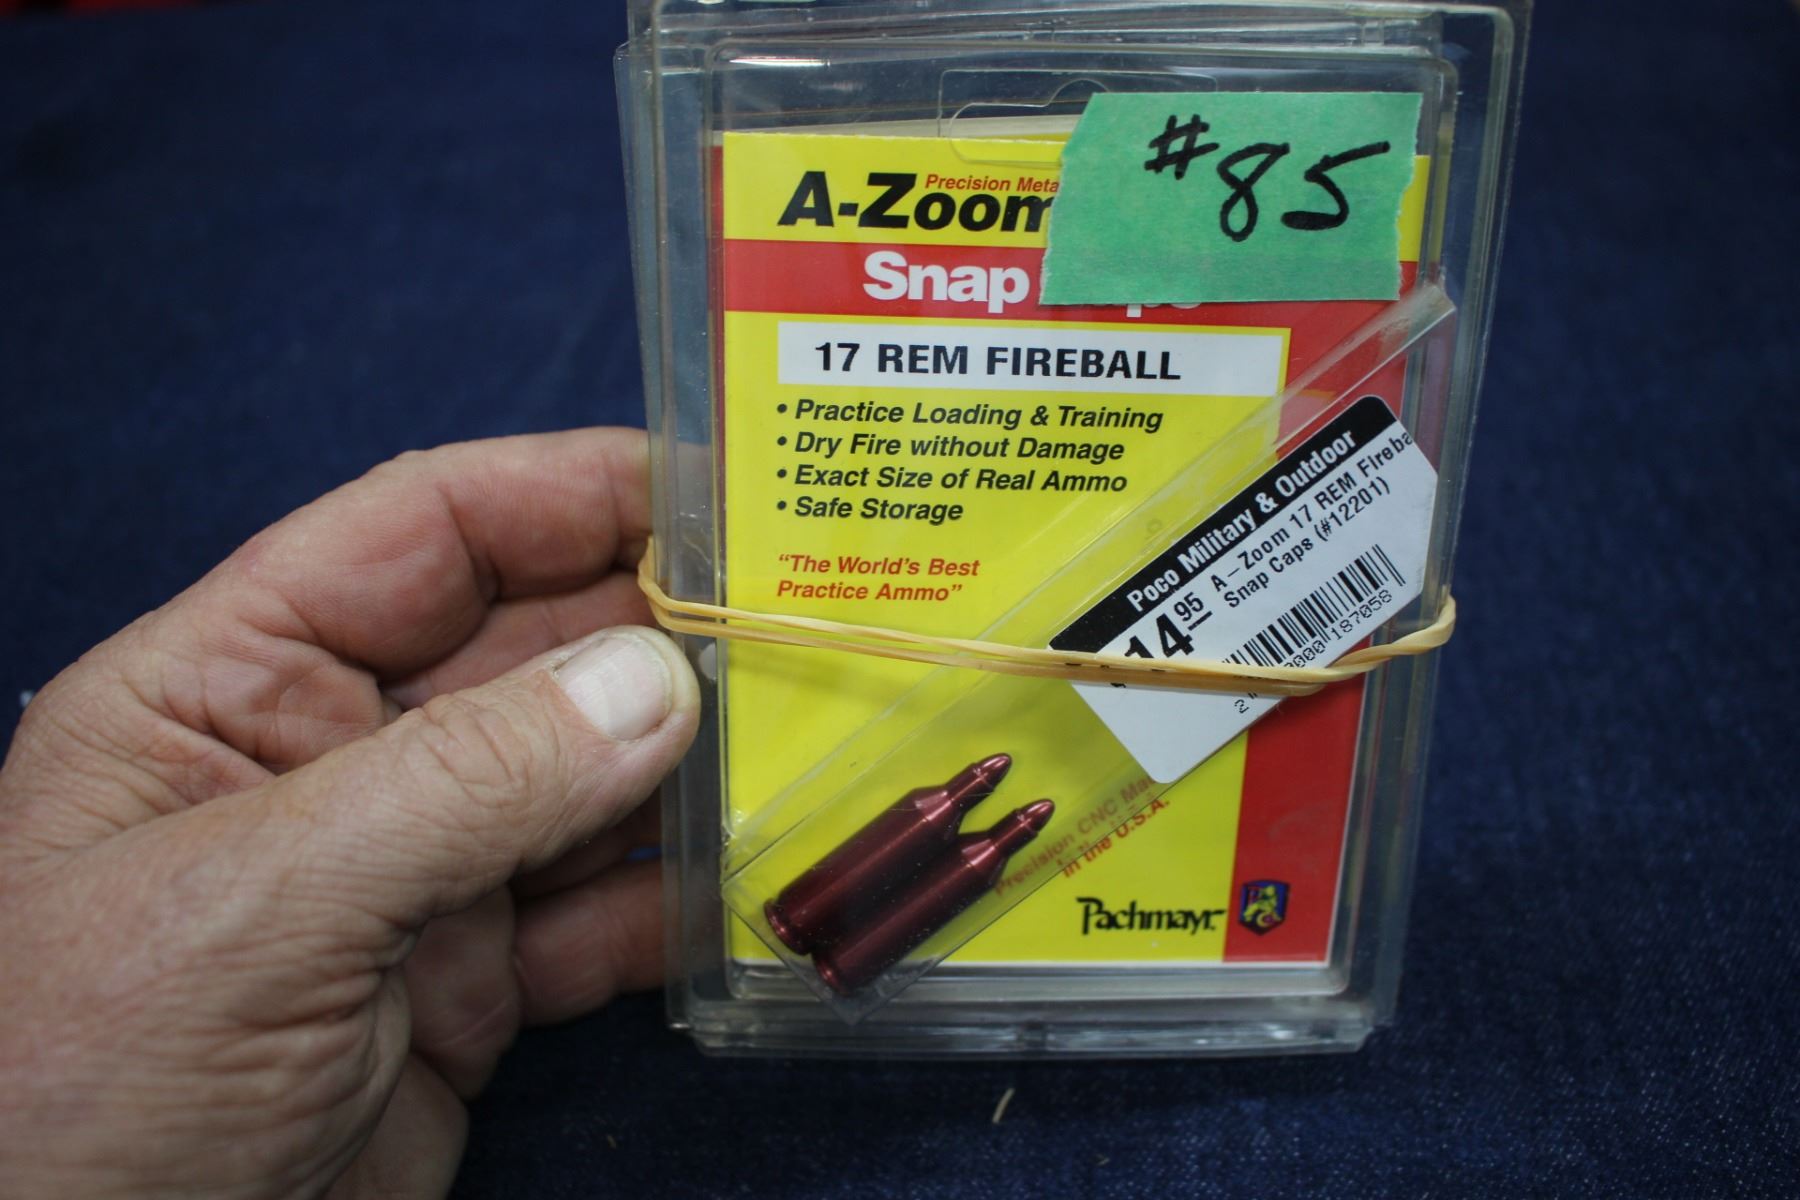 #85
Precision Meta
A-Zoom
Snap
17 REM FIREBALL
• Practice Loading & Training
• Dry Fire without Damage
• Exact Size of Real Ammo
• Safe Storage
“The World’s Best
Practice Ammo”
Poco Military & Outdoor
14 95 A-Zoom 17 REM Fireba
Snap Caps (#12201)
187058
Precision CNC Ma
in the U.S.A.
Pachmayr